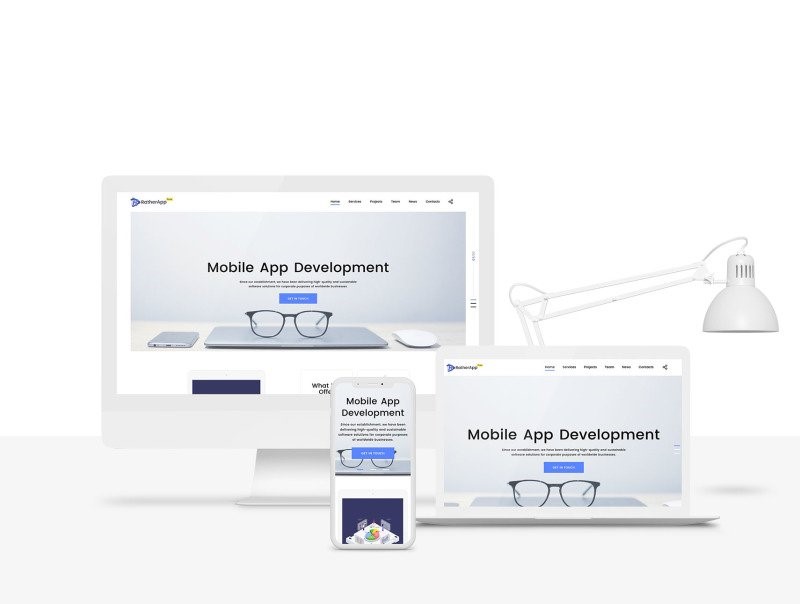 RatherApp
Home Services Projects Team News Contacts
Mobile App Development
Since our establishment, we have been delivering high-quality and sustainable
software solutions for corporate purposes of worldwide businesses
GET IN TOUCH
What
Offe
Mobile App
Development
Since our establishment, we have been
delivering high-quality and sustainable
software solutions for corporate purposes
of worldwide businesses.
GET IN TOUCH
RatherApp
Home Services Projects Team News Contacts
Mobile App Development
Since our establishment, we have been delivering high-quality and sustainable
software solutions for corporate purposes of worldwide businesses.
GET IN TOUCH